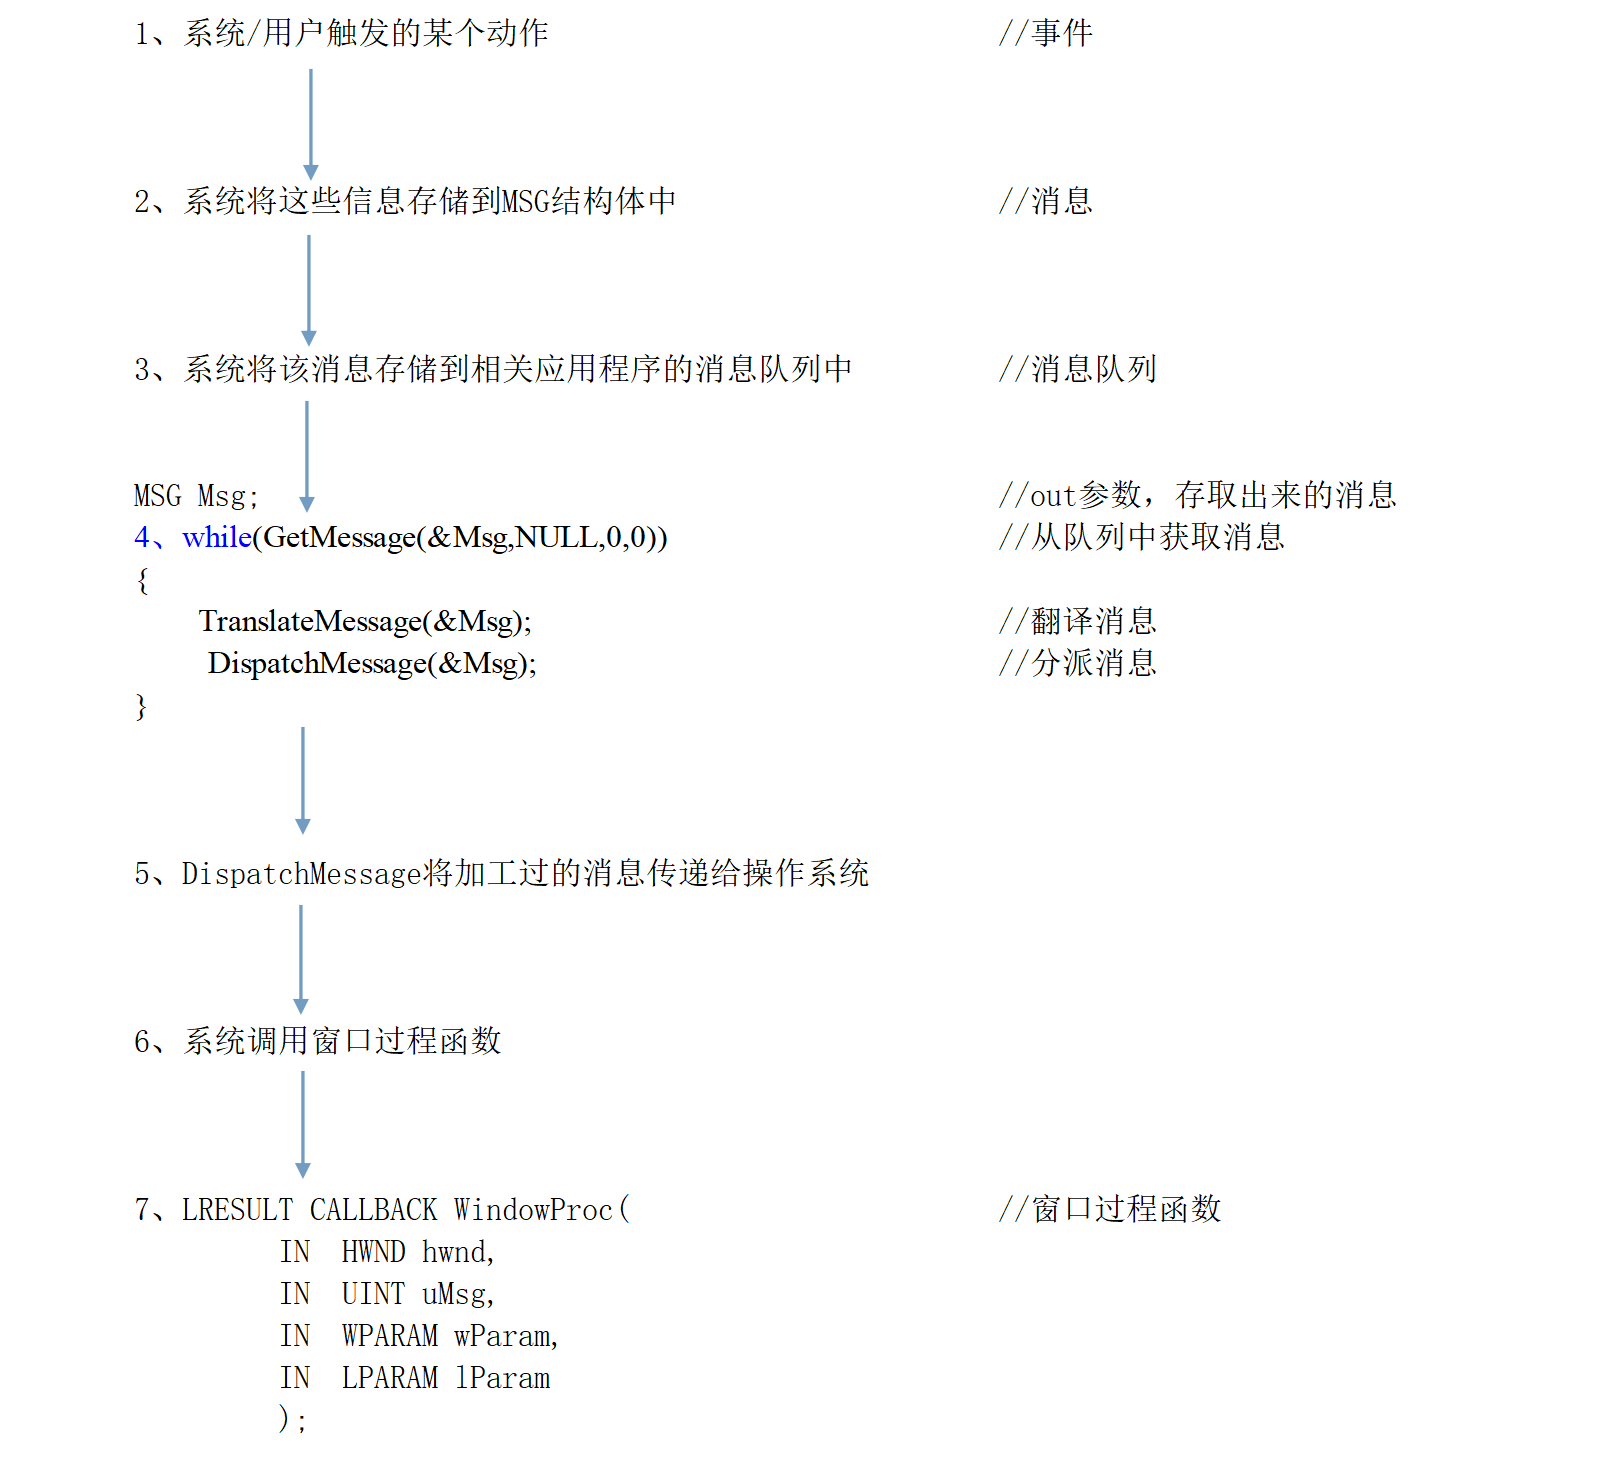 1、系统/用户触发的某个动作 //事件
2、系统将这些信息存储到MSG结构体中 //消息
3、系统将该消息存储到相关应用程序的消息队列中 //消息队列
MSG Msg; //out参数，存取出来的消息
4、while(GetMessage(&Msg,NULL,0,0)) //从队列中获取消息
{
TranslateMessage(&Msg); //翻译消息
DispatchMessage(&Msg); //分派消息
}
5、DispatchMessage将加工过的消息传递给操作系统
6、系统调用窗口过程函数
7、LRESULT CALLBACK WindowProc( //窗口过程函数
IN  HWND hwnd,
IN  UINT uMsg,
IN  WPARAM wParam,
IN  LPARAM lParam
);